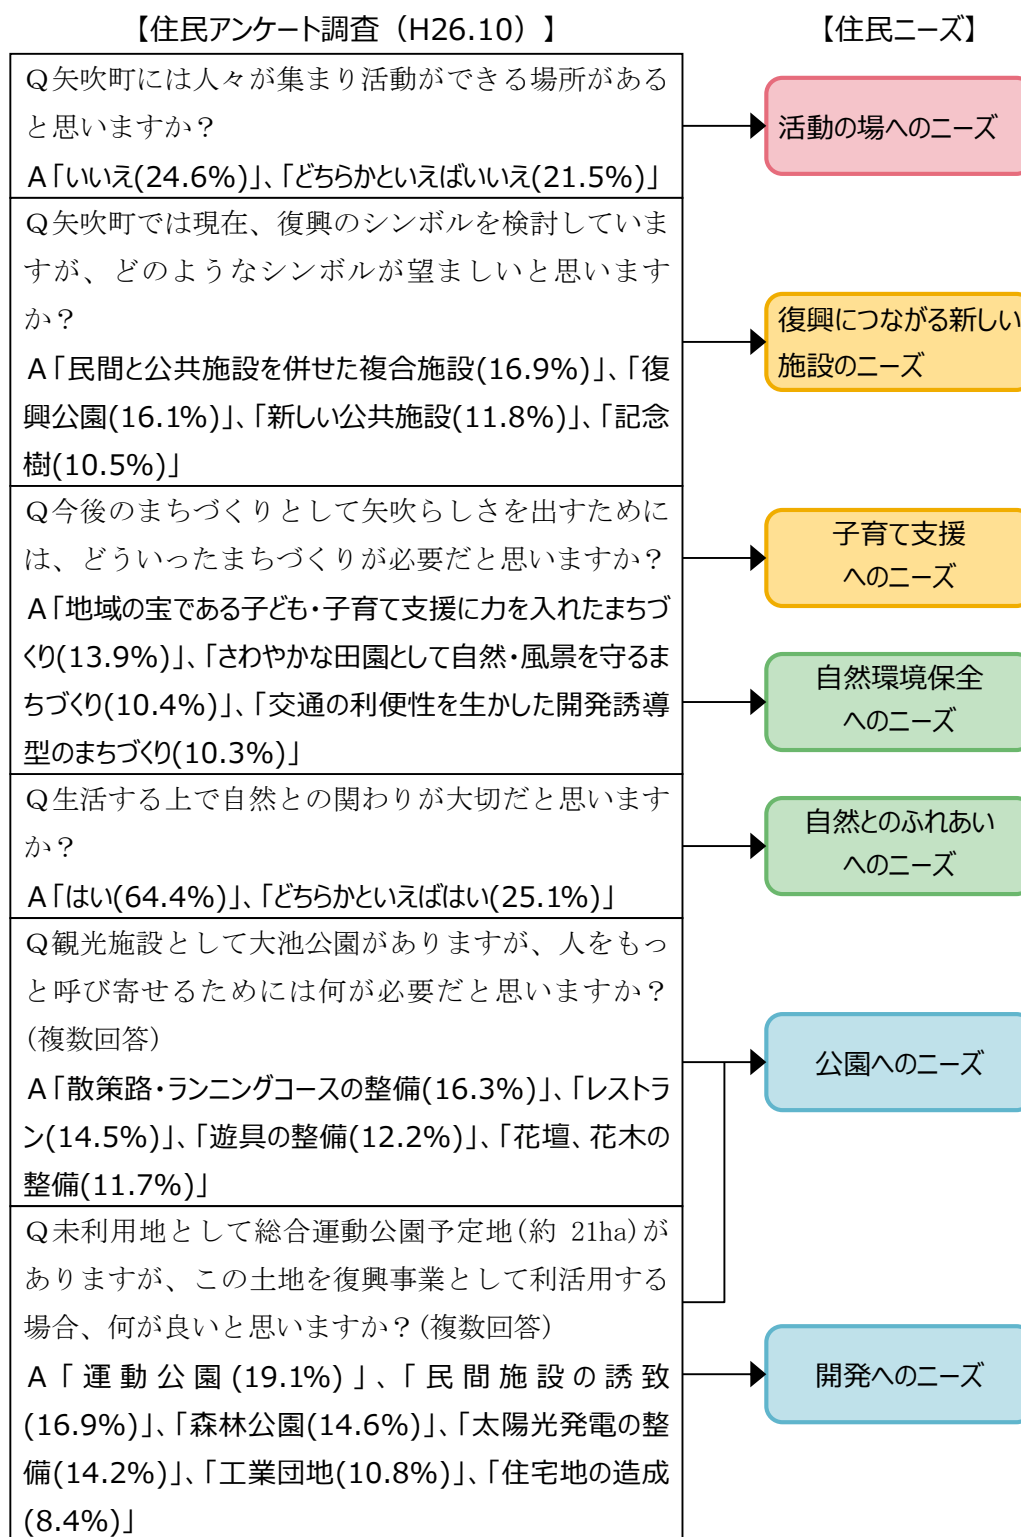 【住民アンケート調査（H26.10）】
【住民ニーズ】
Q矢吹町には人々が集まり活動ができる場所がある
と思いますか？
A「いいえ(24.6%)」、「どちらかといえばいいえ(21.5%)」
活動の場へのニーズ
Q矢吹町では現在、復興のシンボルを検討していま
すが、どのようなシンボルが望ましいと思います
か？
A「民間と公共施設を併せた複合施設(16.9%)」、「復
興公園(16.1%)」、「新しい公共施設(11.8%)」、「記念
樹(10.5%)」
復興につながる新しい
施設のニーズ
Q今後のまちづくりとして矢吹らしさを出すために
は、どういったまちづくりが必要だと思いますか？
A「地域の宝である子ども・子育て支援に力を入れたまちづ
くり(13.9%)」、「さわやかな田園として自然・風景を守るま
ちづくり(10.4%)」、「交通の利便性を生かした開発誘導
型のまちづくり(10.3%)」
子育て支援
へのニーズ
自然環境保全
へのニーズ
Q生活する上で自然との関わりが大切だと思います
か？
A「はい(64.4%)」、「どちらかといえばはい(25.1%)」
自然とのふれあい
へのニーズ
Q観光施設として大池公園がありますが、人をもっ
と呼び寄せるためには何が必要だと思いますか？
(複数回答)
A「散策路・ランニングコースの整備(16.3%)」、「レストラ
ン(14.5%)」、「遊具の整備(12.2%)」、「花壇、花木の
整備(11.7%)」
公園へのニーズ
Q未利用地として総合運動公園予定地(約 21ha)が
ありますが、この土地を復興事業として利活用する
場合、何が良いと思いますか？(複数回答)
A「運動公園(19.1%)」、「民間施設の誘致
(16.9%)」、「森林公園(14.6%)」、「太陽光発電の整
備(14.2%)」、「工業団地(10.8%)」、「住宅地の造成
(8.4%)」
開発へのニーズ